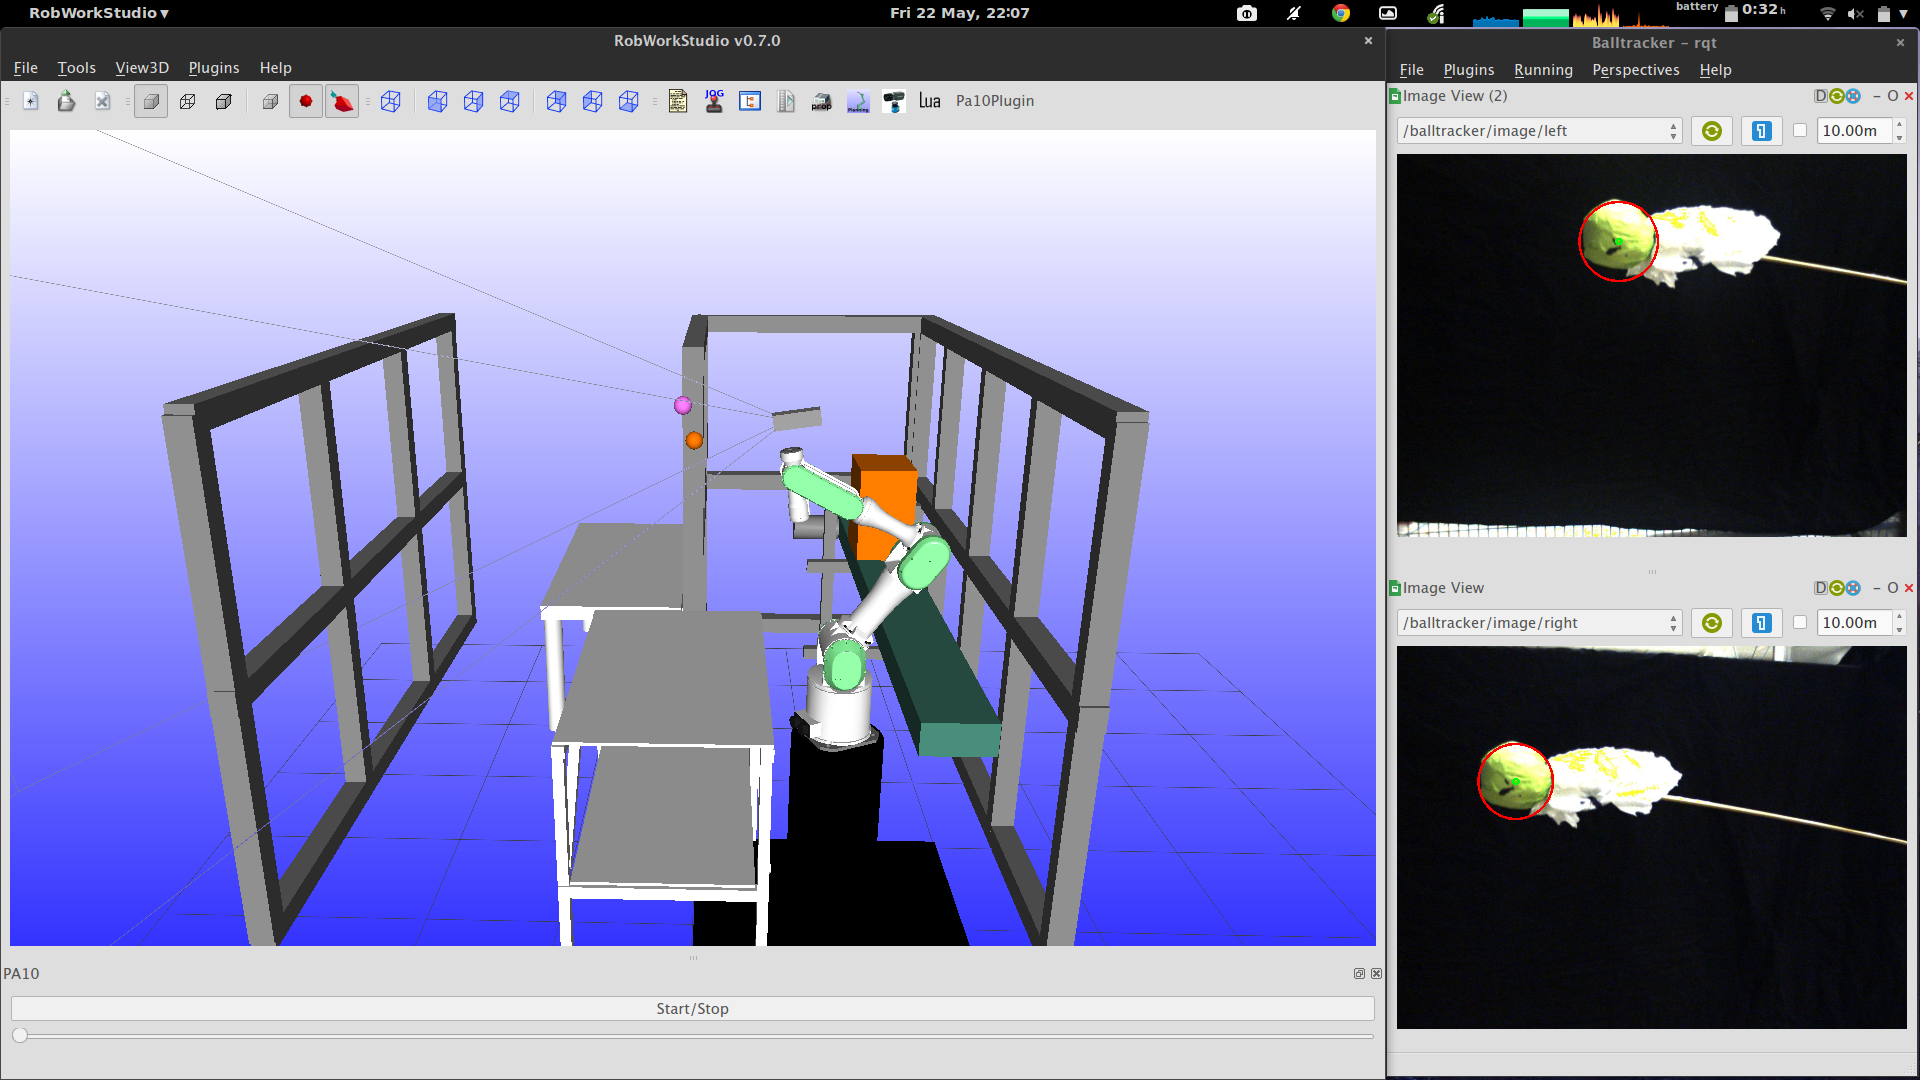 RobWorkStudio ▾
Fri 22 May, 22:07
battery 0:32 h
RobWorkStudio v0.7.0
File Tools View3D Plugins Help
JOG
prop
Lua
Pa10Plugin
PA10
Start/Stop
Balltracker - rqt
File Plugins Running Perspectives Help
Image View (2)
D - O ×
/balltracker/image/left
10.00m
Image View
D - O ×
/balltracker/image/right
10.00m